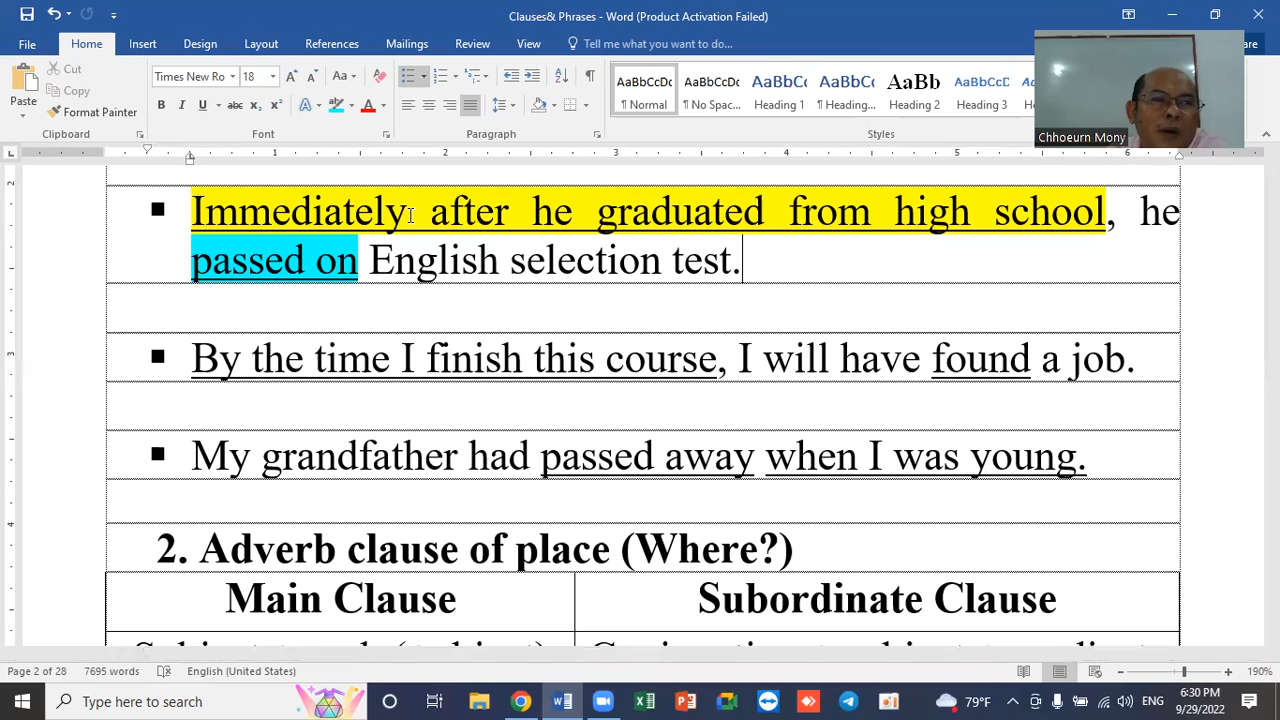 Clauses& Phrases - Word (Product Activation Failed)
File Home Insert Design Layout References Mailings Review View Tell me what you want to do...
Cut
Copy
Format Painter
Paste
Clipboard
Times New Ro 18
Font
Paragraph
AaBbCcDc AaBbCcDc AaBbCc AaBbCc AaBb AaBbCcD
¶ Normal ¶ No Spac... Heading 1 ¶ Heading... Heading 2 Heading 3
Styles
Chhoeurn Mony
1 2 3 4 5 6
▪ Immediately after he graduated from high school, he
passed on English selection test.
▪ By the time I finish this course, I will have found a job.
▪ My grandfather had passed away when I was young.
2. Adverb clause of place (Where?)
Main Clause Subordinate Clause
Page 2 of 28 7695 words English (United States) 190%
Type here to search
79°F ENG 6:30 PM
9/29/2022